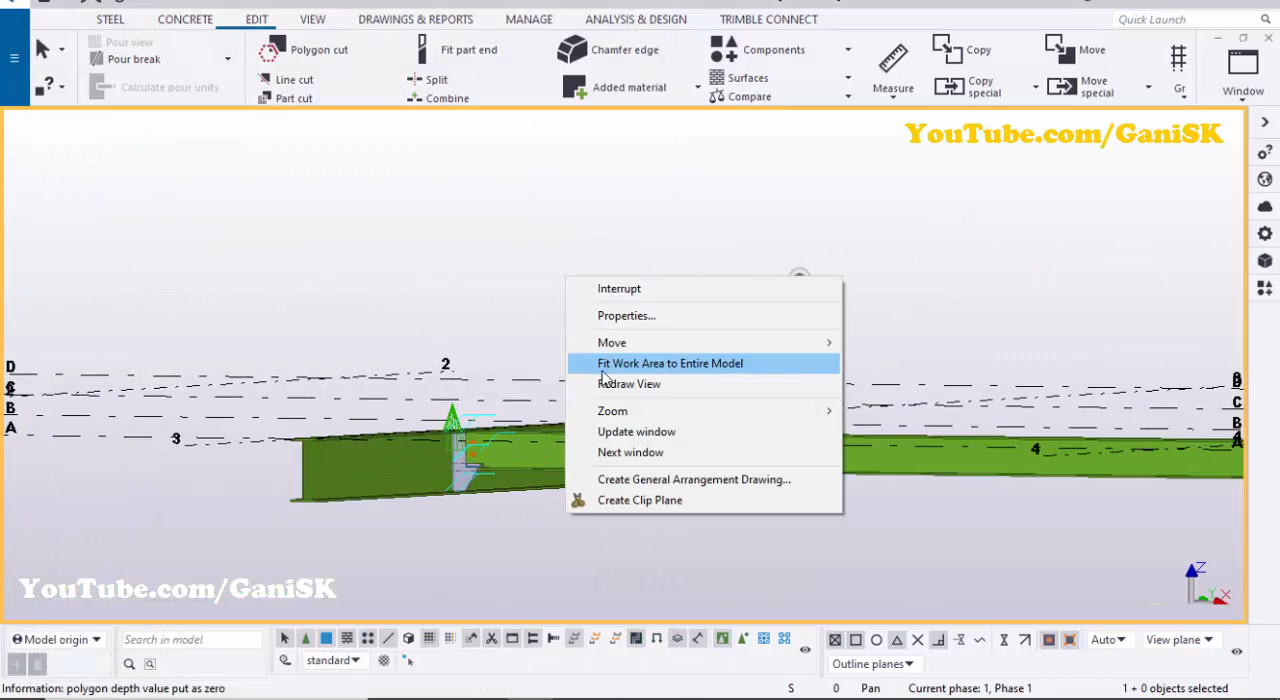 STEEL
CONCRETE
EDIT
VIEW
DRAWINGS & REPORTS
MANAGE
ANALYSIS & DESIGN
TRIMBLE CONNECT
Quick Launch
Pour view
Pour break
Calculate pour units
Polygon cut
Line cut
Part cut
Fit part end
Split
Combine
Chamfer edge
Added material
Components
Surfaces
Compare
Measure
Copy
Copy
special
Move
Move
special
Gr
Window
YouTube.com/GaniSK
Interrupt
Properties...
Move
Fit Work Area to Entire Model
Redraw View
Zoom
Update window
Next window
Create General Arrangement Drawing...
Create Clip Plane
D
C
B
A
2
3
4
C
B
A
Z
Y
X
YouTube.com/GaniSK
Model origin
Search in model
standard
Auto
View plane
Outline planes
Information: polygon depth value put as zero
S
0
Pan
Current phase: 1, Phase 1
1 + 0 objects selected